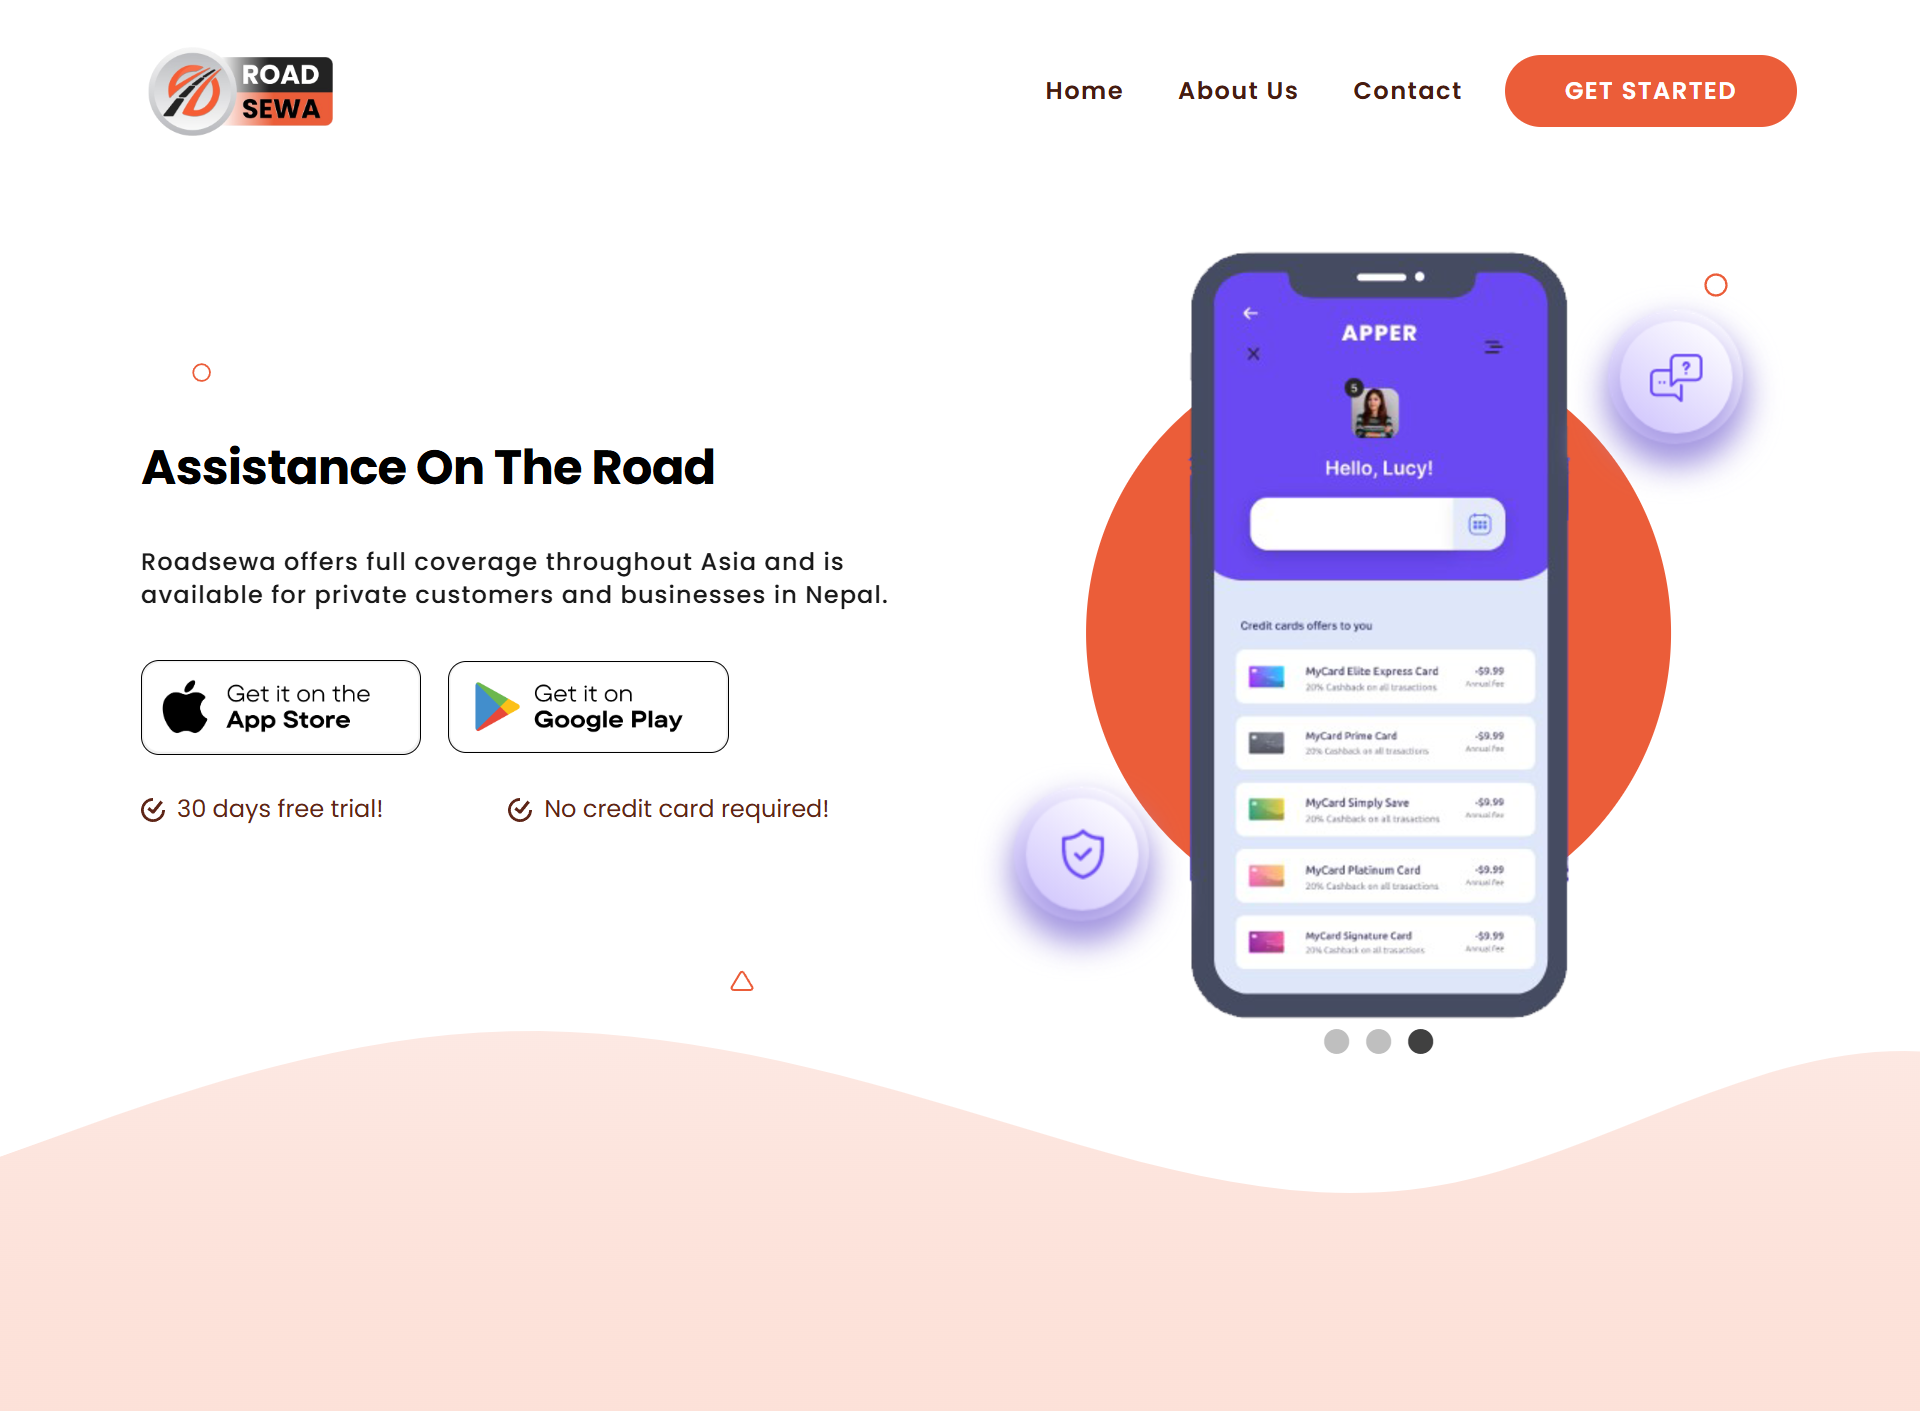 ROAD
SEWA
Home
About Us
Contact
GET STARTED
Assistance On The Road
Roadsewa offers full coverage throughout Asia and is
available for private customers and businesses in Nepal.
Get it on the
App Store
Get it on
Google Play
30 days free trial!
No credit card required!
APPER
5
Hello, Lucy!
Credit cards offers to you
MyCard Elite Express Card
-$9.99
20% Cashback on all trasactions
Annual Fee
MyCard Prime Card
-$9.99
20% Cashback on all trasactions
Annual Fee
MyCard Simply Save
-$9.99
20% Cashback on all trasactions
Annual Fee
MyCard Platinum Card
-$9.99
20% Cashback on all trasactions
Annual Fee
MyCard Signature Card
-$9.99
20% Cashback on all trasactions
Annual Fee
?